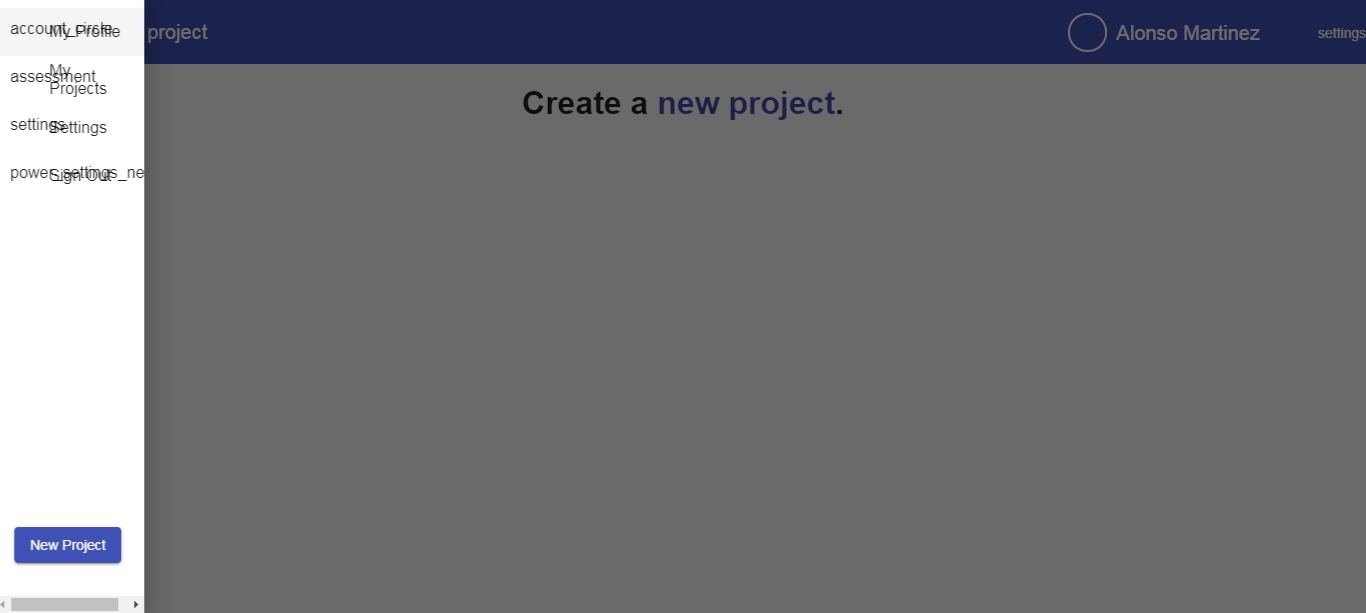 project
Alonso Martinez
settings
account_circle
My Profile
assessment
My
Projects
settings
Settings
power_settings_ne
Sign Out
Create a new project.
New Project